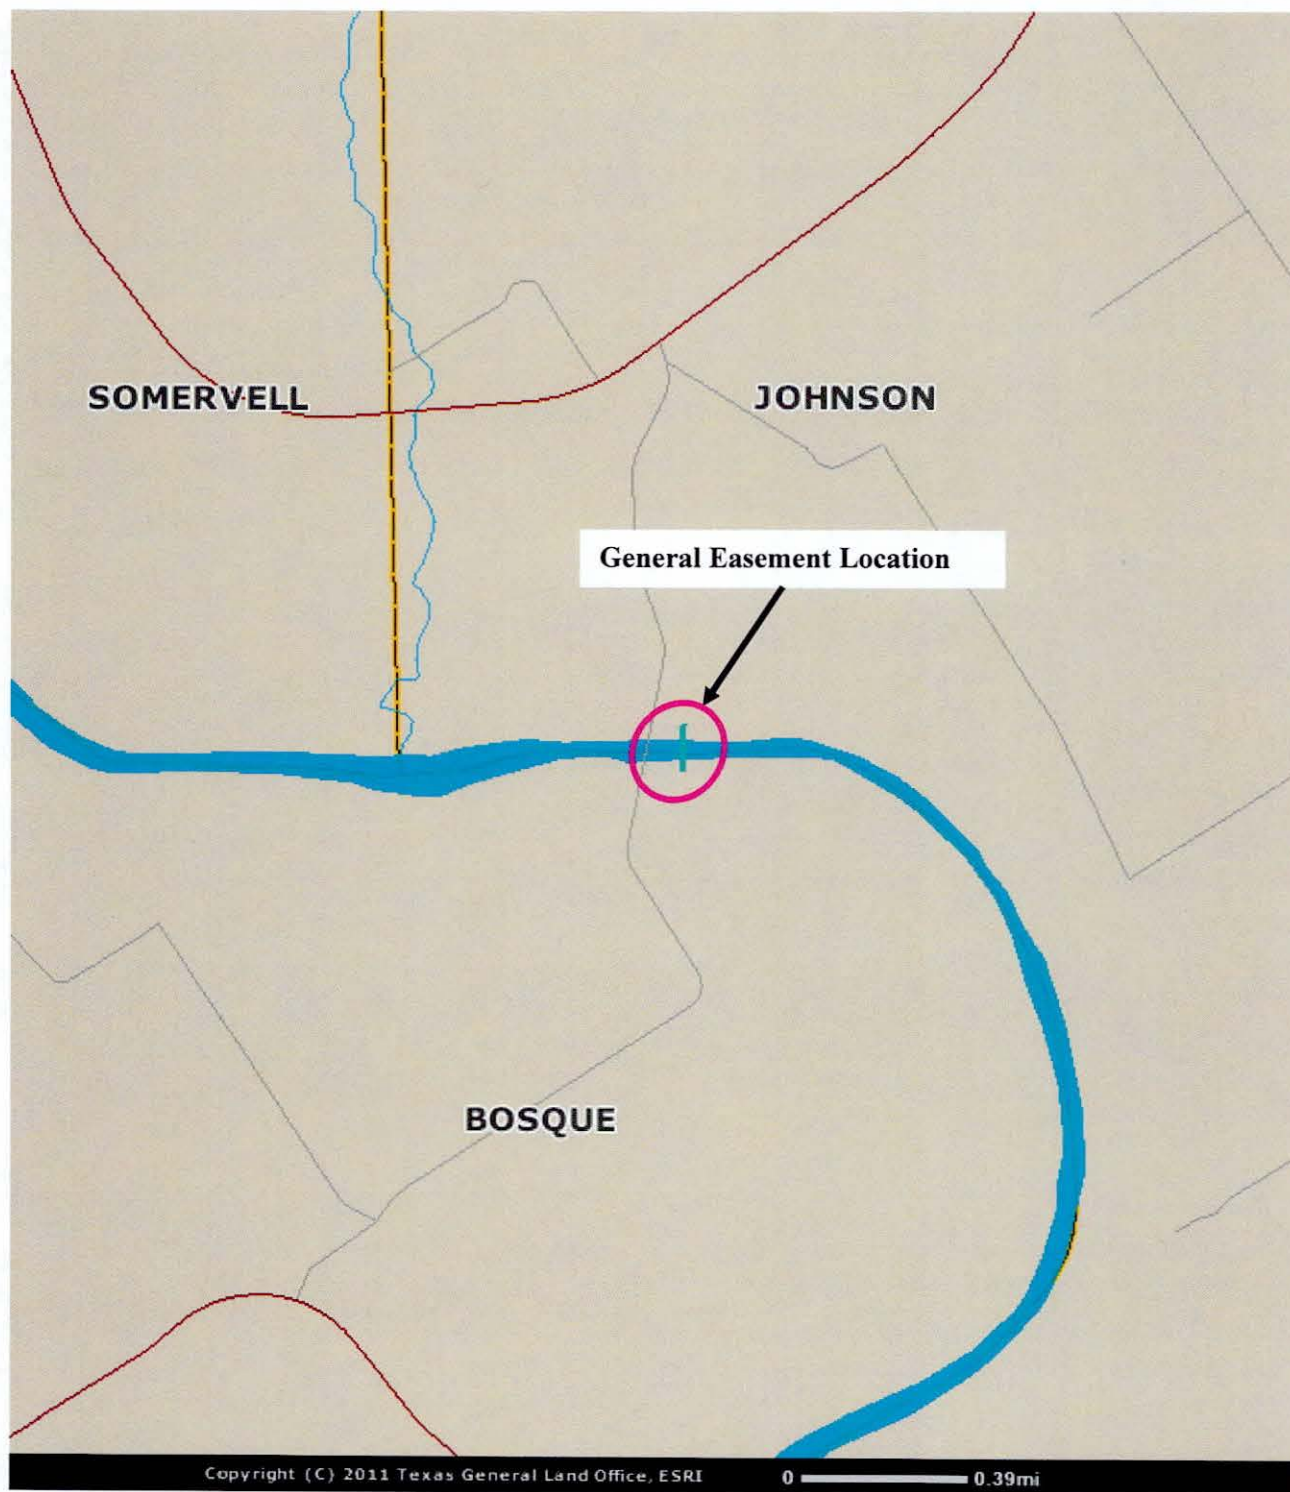 SOMERVELL
JOHNSON
General Easement Location
BOSQUE
Copyright (C) 2011 Texas General Land Office, ESRI
0 0.39mi